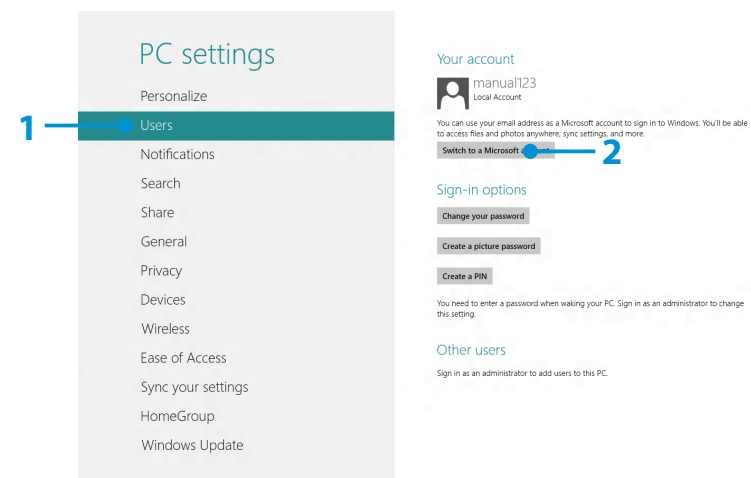 PC settings
Personalize
1
Users
Notifications
Search
Share
General
Privacy
Devices
Wireless
Ease of Access
Sync your settings
HomeGroup
Windows Update
Your account
manual123
Local Account
You can use your email address as a Microsoft account to sign in to Windows. You'll be able
to access files and photos anywhere, sync settings, and more.
Switch to a Microsoft account
2
Sign-in options
Change your password
Create a picture password
Create a PIN
You need to enter a password when waking your PC. Sign in as an administrator to change
this setting.
Other users
Sign in as an administrator to add users to this PC.